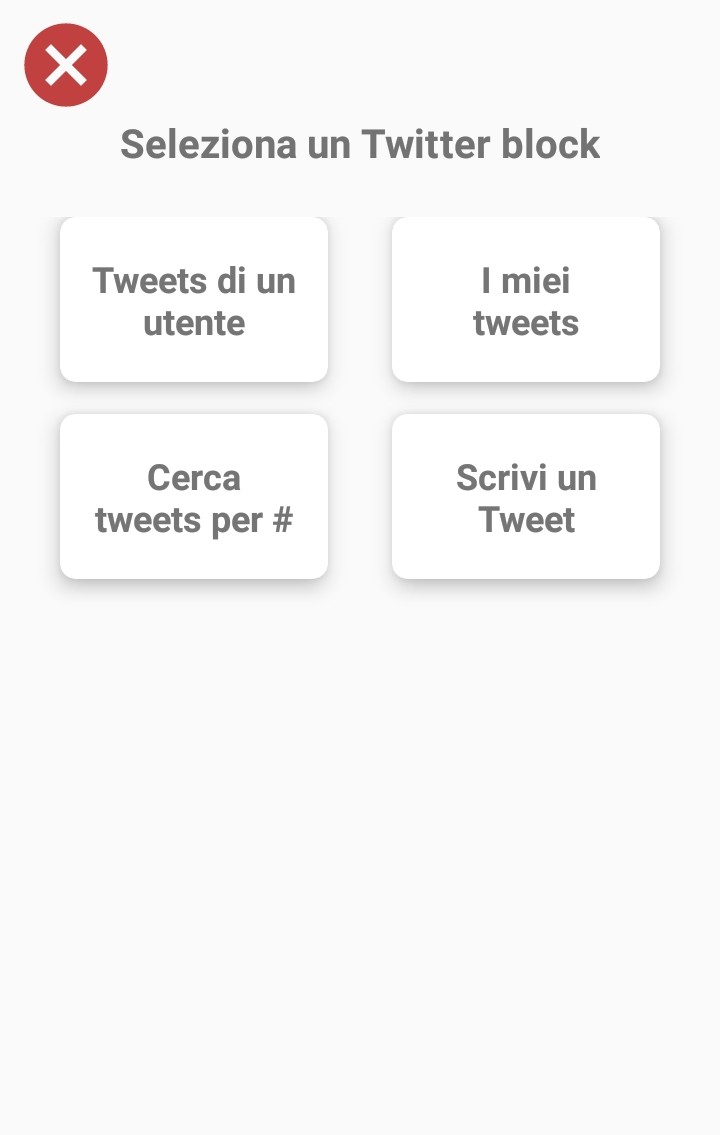 Seleziona un Twitter block
Tweets di un
utente
I miei
tweets
Cerca
tweets per #
Scrivi un
Tweet